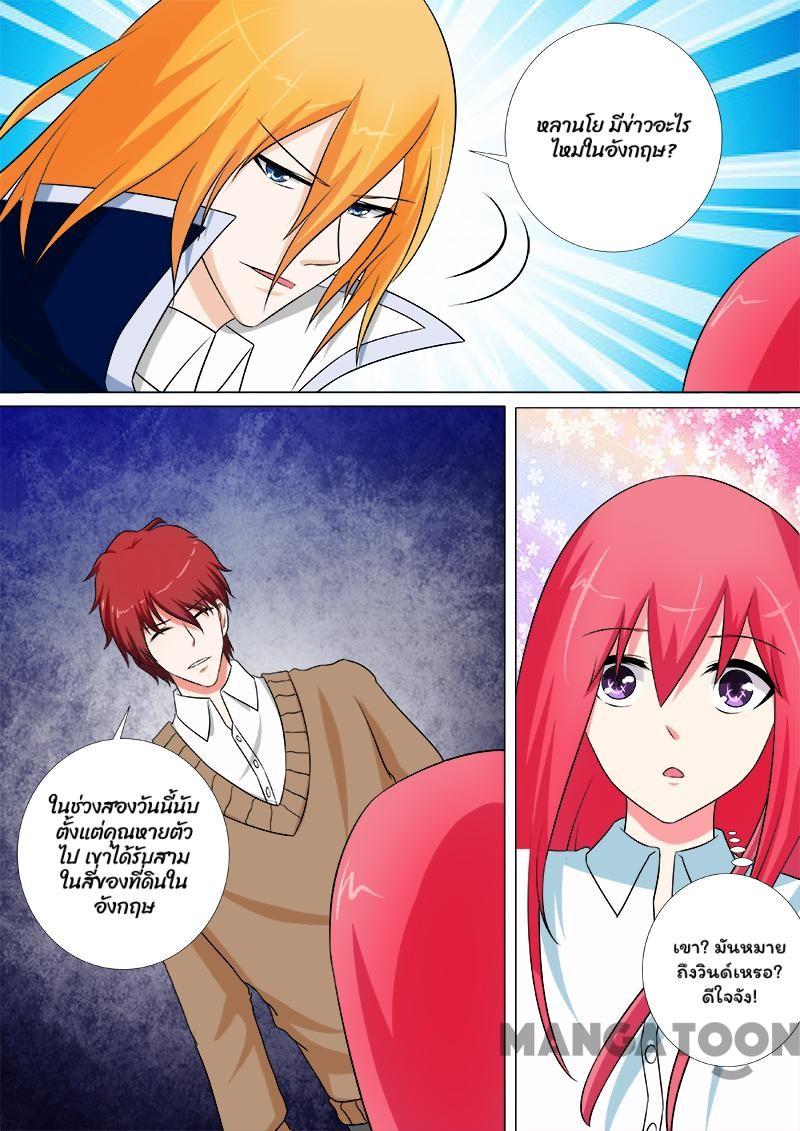 หลานโย มีข่าวอะไร
ไหมในอังกฤษ?
ในช่วงสองวันนี้นับ
ตั้งแต่คุณหายตัว
ไป เขาได้รับสาม
ในสี่ของที่ดินใน
อังกฤษ
เขา? มันหมาย
ถึงวินด์เหรอ?
ดีใจจัง!
MANGATOON